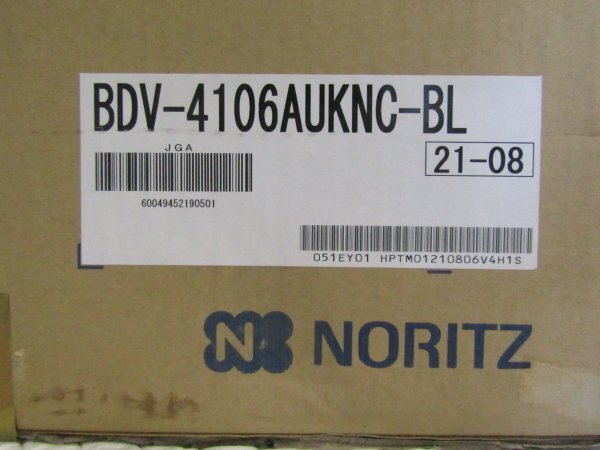 BDV-4106AUKNC-BL
21-08
JGA
60049452190501
051EY01 HPTM01210806V4H1S
NORITZ